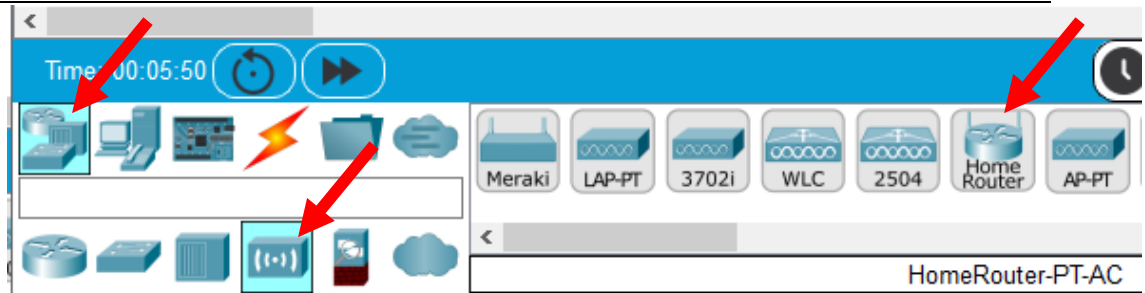 Time: 00:05:50
Meraki LAP-PT 3702i WLC 2504 Home Router AP-PT
HomeRouter-PT-AC